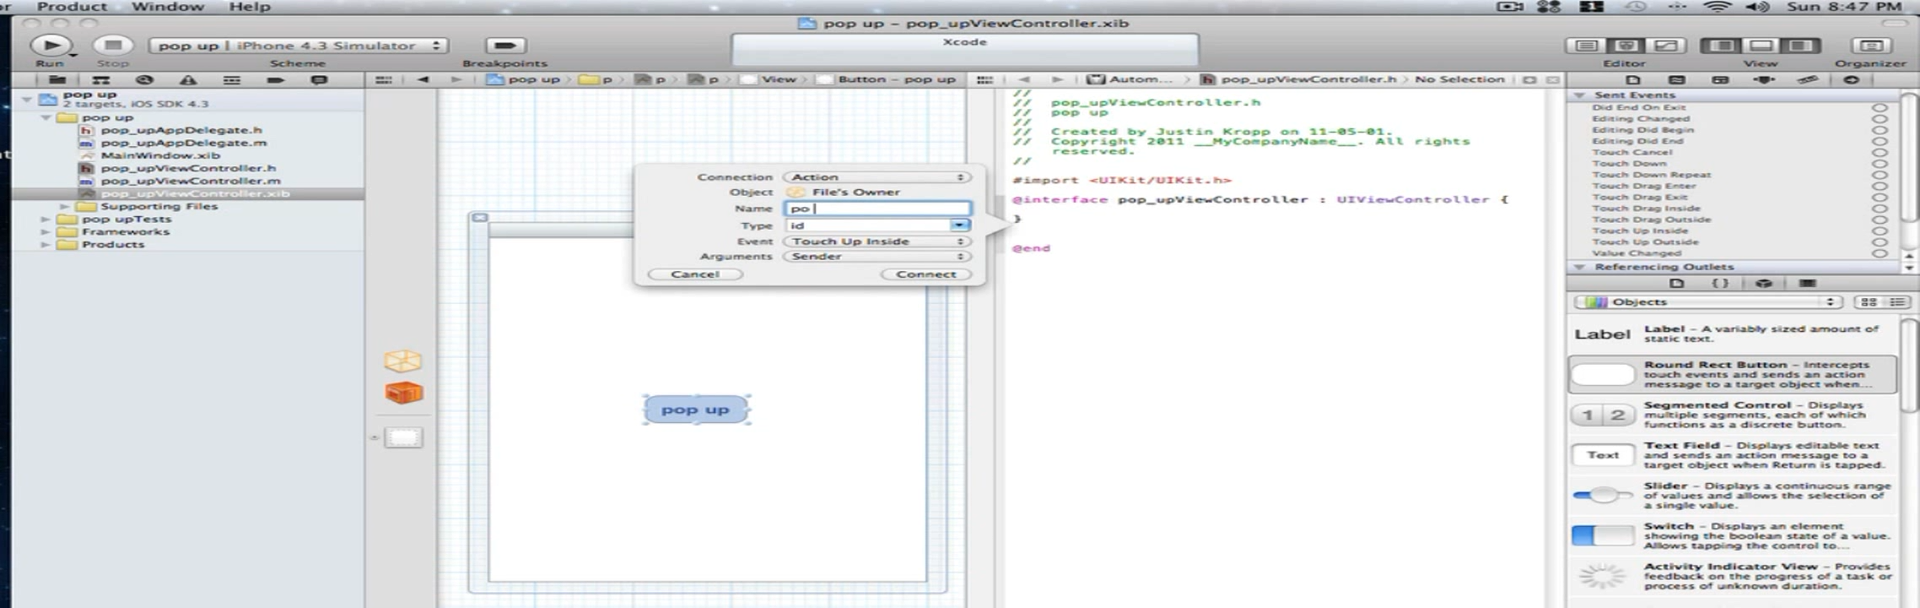 or Product Window Help
1 Sun 8:47 PM
pop up - pop_upViewController.xib
pop up | iPhone 4.3 Simulator
Xcode
Run Stop Scheme Breakpoints Editor View Organizer
pop up p p p View Button - pop up
Autom... pop_upViewController.h No Selection
pop up
2 targets, iOS SDK 4.3
pop up
pop_upAppDelegate.h
pop_upAppDelegate.m
MainWindow.xib
pop_upViewController.h
pop_upViewController.m
pop_upViewController.xib
Supporting Files
pop upTests
Frameworks
Products
Connection Action
Object File's Owner
Name po
Type id
Event Touch Up Inside
Arguments Sender
Cancel Connect
pop up
//
// pop_upViewController.h
// pop up
//
// Created by Justin Kropp on 11-05-01.
// Copyright 2011 __MyCompanyName__. All rights
reserved.
//
#import <UIKit/UIKit.h>
@interface pop_upViewController : UIViewController {
}
@end
Sent Events
Did End On Exit
Editing Changed
Editing Did Begin
Editing Did End
Touch Cancel
Touch Down
Touch Down Repeat
Touch Drag Enter
Touch Drag Exit
Touch Drag Inside
Touch Drag Outside
Touch Up Inside
Touch Up Outside
Value Changed
Referencing Outlets
{}
Objects
Label
Label - A variably sized amount of
static text.
Round Rect Button - Intercepts
touch events and sends an action
message to a target object when...
1 2
Segmented Control - Displays
multiple segments, each of which
functions as a discrete button.
Text
Text Field - Displays editable text
and sends an action message to a
target object when Return is tapped.
Slider - Displays a continuous range
of values and allows the selection of
a single value.
Switch - Displays an element
showing the boolean state of a value.
Allows tapping the control to...
Activity Indicator View - Provides
feedback on the progress of a task or
process of unknown duration.